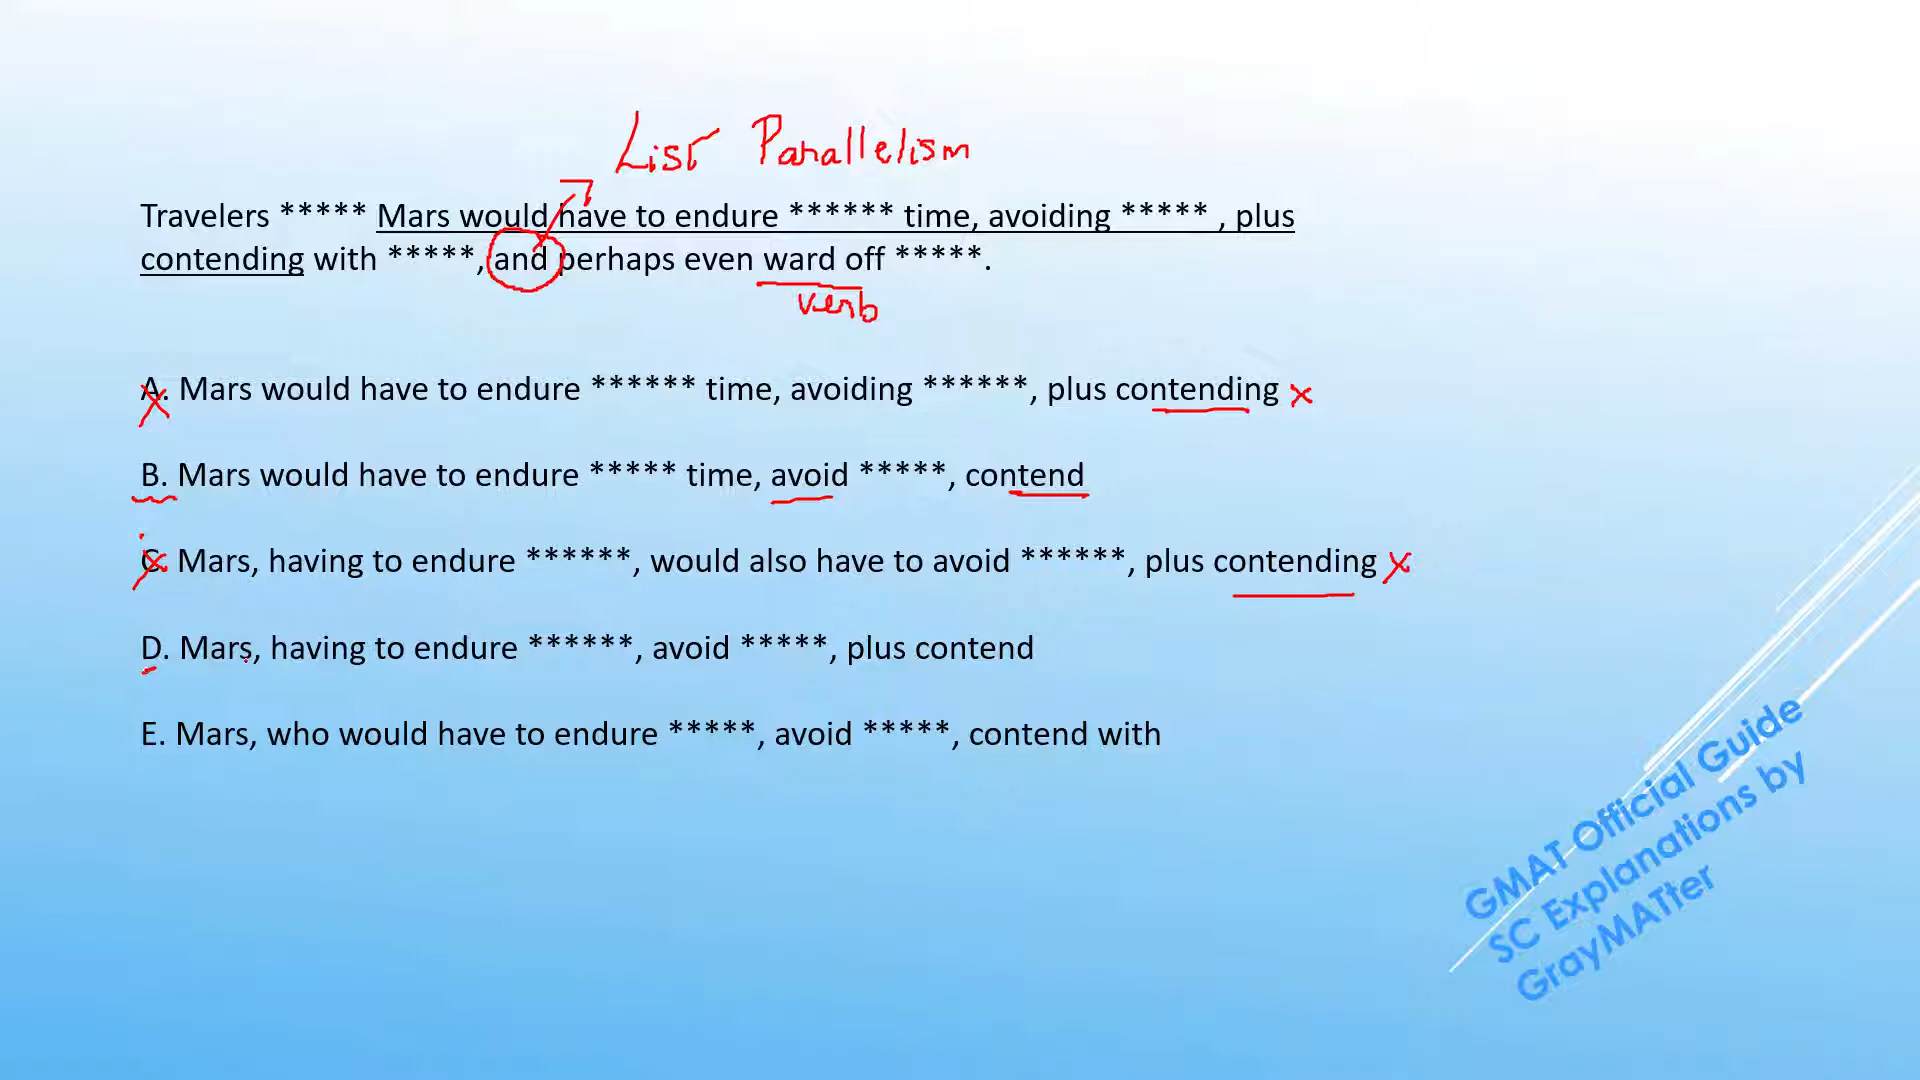 List Parallelism
Travelers ***** Mars would have to endure ****** time, avoiding ***** , plus
contending with *****, and perhaps even ward off *****.
verb
A. Mars would have to endure ****** time, avoiding ******, plus contending x
B. Mars would have to endure ***** time, avoid *****, contend
C. Mars, having to endure ******, would also have to avoid ******, plus contending x
D. Mars, having to endure ******, avoid *****, plus contend
E. Mars, who would have to endure *****, avoid *****, contend with
GMAT Official Guide
SC Explanations by
GrayMATter